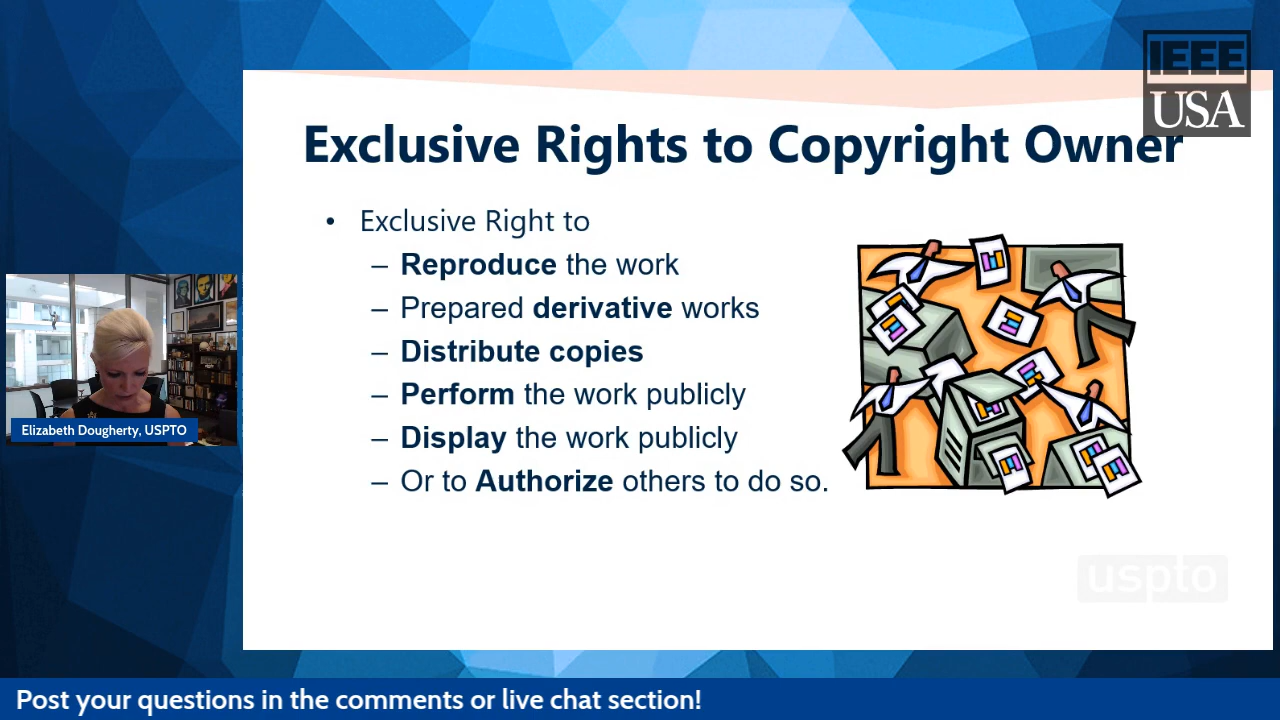 IEEE
USA
Exclusive Rights to Copyright Owner
• Exclusive Right to
– Reproduce the work
– Prepared derivative works
– Distribute copies
– Perform the work publicly
– Display the work publicly
– Or to Authorize others to do so.
Elizabeth Dougherty, USPTO
uspto
Post your questions in the comments or live chat section!